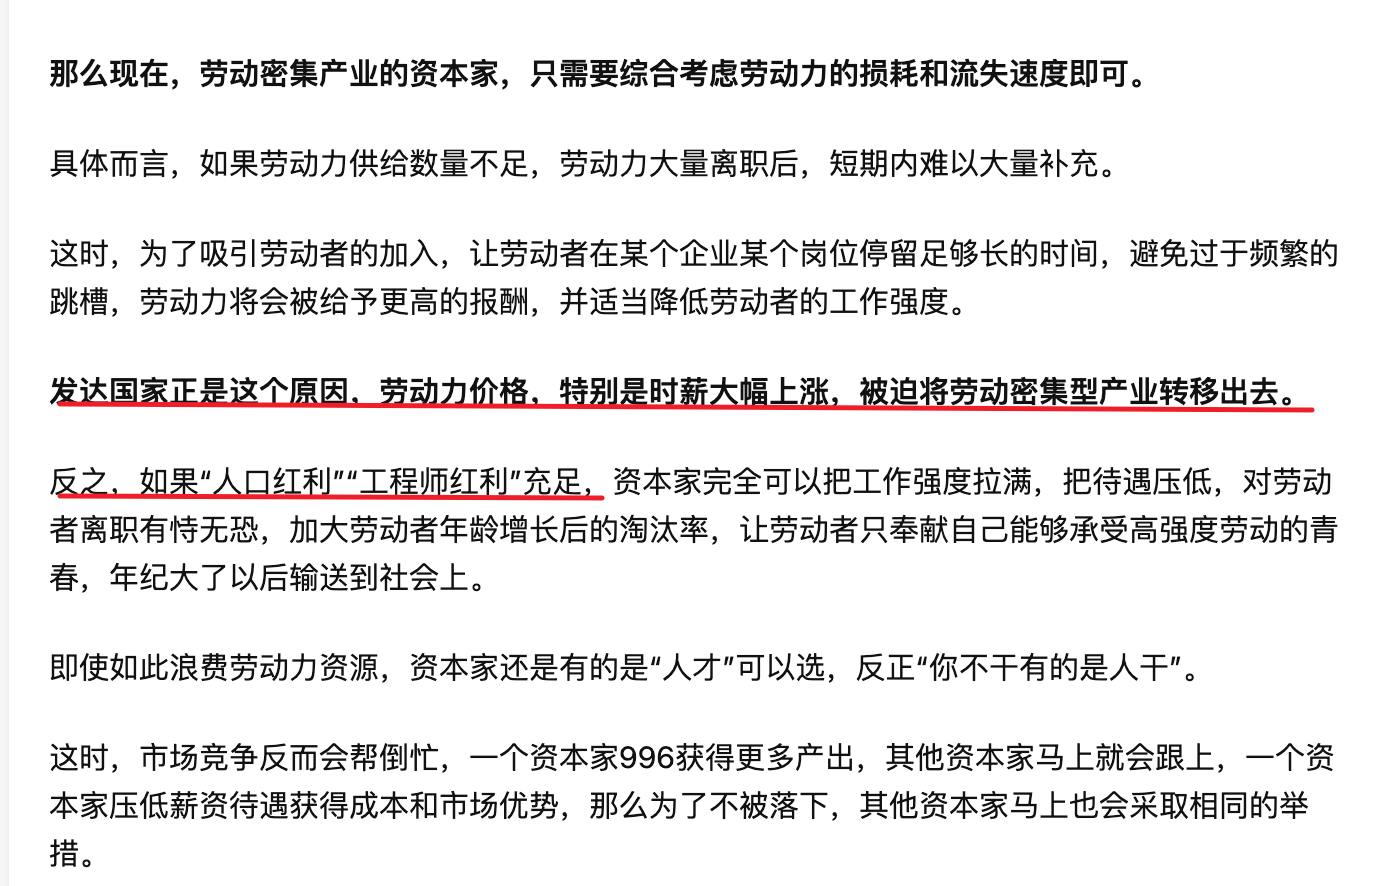 那么现在，劳动密集产业的资本家，只需要综合考虑劳动力的损耗和流失速度即可。
具体而言，如果劳动力供给数量不足，劳动力大量离职后，短期内难以大量补充。
这时，为了吸引劳动者的加入，让劳动者在某个企业某个岗位停留足够长的时间，避免过于频繁的
跳槽，劳动力将会被给予更高的报酬，并适当降低劳动者的工作强度。
发达国家正是这个原因，劳动力价格，特别是时薪大幅上涨，被迫将劳动密集型产业转移出去。
反之，如果“人口红利”“工程师红利”充足，资本家完全可以把工作强度拉满，把待遇压低，对劳动
者离职有恃无恐，加大劳动者年龄增长后的淘汰率，让劳动者只奉献自己能够承受高强度劳动的青
春，年纪大了以后输送到社会上。
即使如此浪费劳动力资源，资本家还是有的是“人才”可以选，反正“你不干有的是人干”。
这时，市场竞争反而会帮倒忙，一个资本家996获得更多产出，其他资本家马上就会跟上，一个资
本家压低薪资待遇获得成本和市场优势，那么为了不被落下，其他资本家马上也会采取相同的举
措。